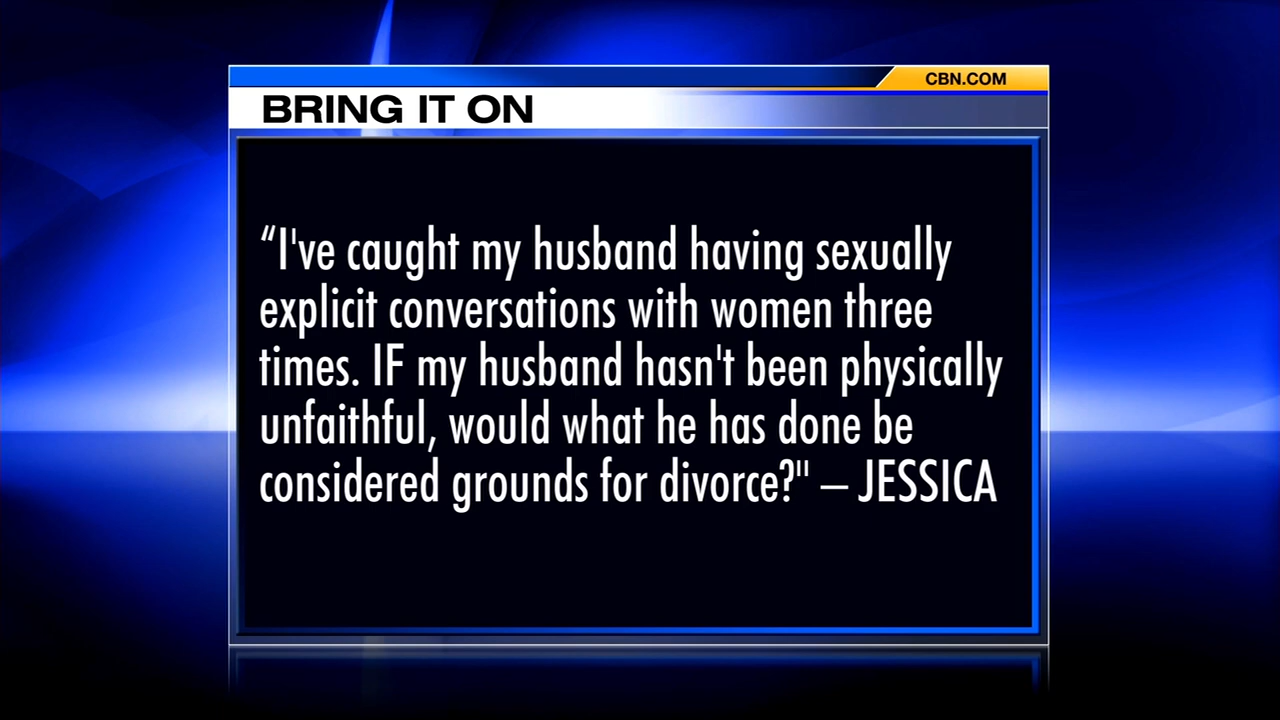 CBN.COM
BRING IT ON
“I've caught my husband having sexually
explicit conversations with women three
times. IF my husband hasn't been physically
unfaithful, would what he has done be
considered grounds for divorce?" – JESSICA